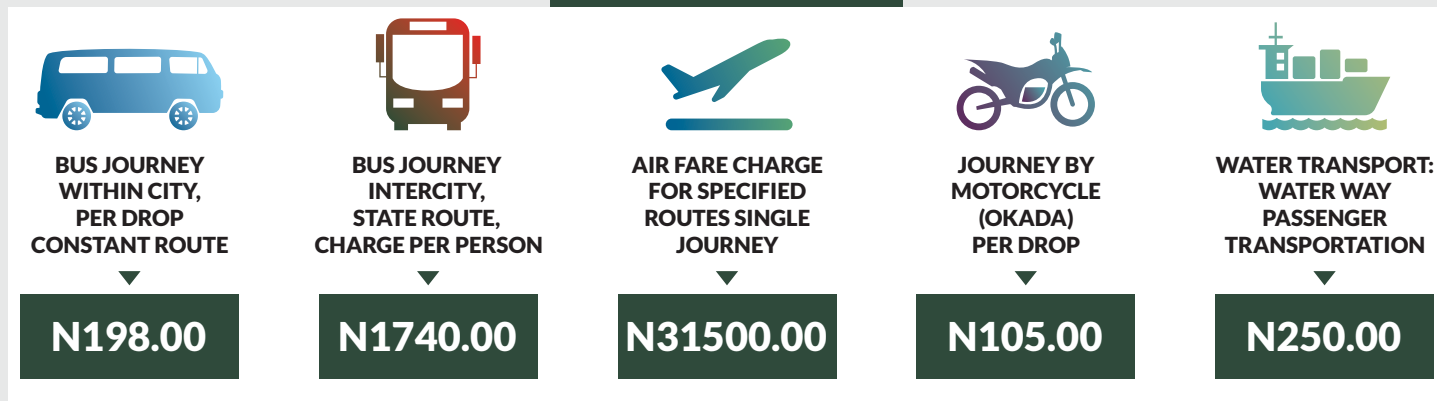 BUS JOURNEY
WITHIN CITY,
PER DROP
CONSTANT ROUTE
N198.00
BUS JOURNEY
INTERCITY,
STATE ROUTE,
CHARGE PER PERSON
N1740.00
AIR FARE CHARGE
FOR SPECIFIED
ROUTES SINGLE
JOURNEY
N31500.00
JOURNEY BY
MOTORCYCLE
(OKADA)
PER DROP
N105.00
WATER TRANSPORT:
WATER WAY
PASSENGER
TRANSPORTATION
N250.00